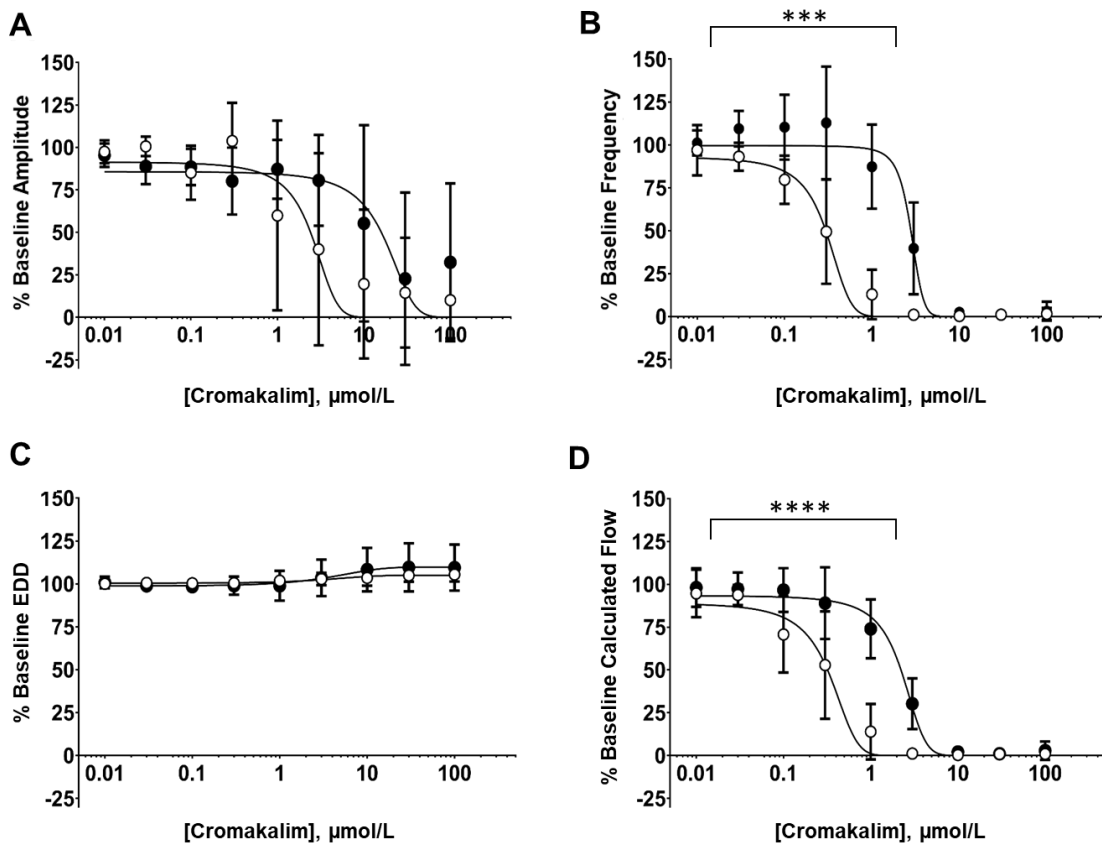 A
% Baseline Amplitude
150
125
100
75
50
25
0
-25
0.01 0.1 1 10 100
[Cromakalim], µmol/L
B
***
% Baseline Frequency
150
125
100
75
50
25
0
-25
0.01 0.1 1 10 100
[Cromakalim], µmol/L
C
% Baseline EDD
150
125
100
75
50
25
0
-25
0.01 0.1 1 10 100
[Cromakalim], µmol/L
D
****
% Baseline Calculated Flow
150
125
100
75
50
25
0
-25
0.01 0.1 1 10 100
[Cromakalim], µmol/L